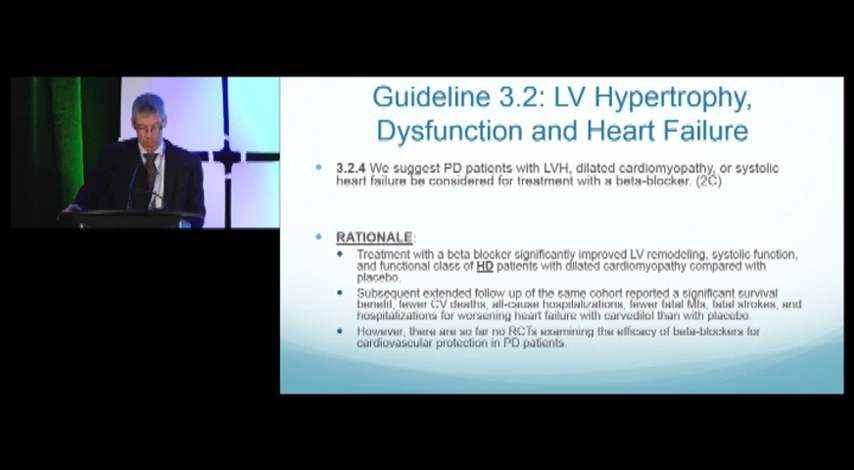 Guideline 3.2: LV Hypertrophy,
Dysfunction and Heart Failure
3.2.4 We suggest PD patients with LVH, dilated cardiomyopathy, or systolic
heart failure be considered for treatment with a beta-blocker. (2C)
RATIONALE:
Treatment with a beta blocker significantly improved LV remodeling, systolic function,
and functional class of HD patients with dilated cardiomyopathy compared with
placebo.
Subsequent extended follow-up of the same cohort reported a significant survival
benefit, fewer CV deaths, all-cause hospitalizations, fewer fatal MIs, fatal strokes, and
hospitalizations for worsening heart failure with carvedilol than with placebo.
However, there are so far no RCTs examining the efficacy of beta-blockers for
cardiovascular protection in PD patients.